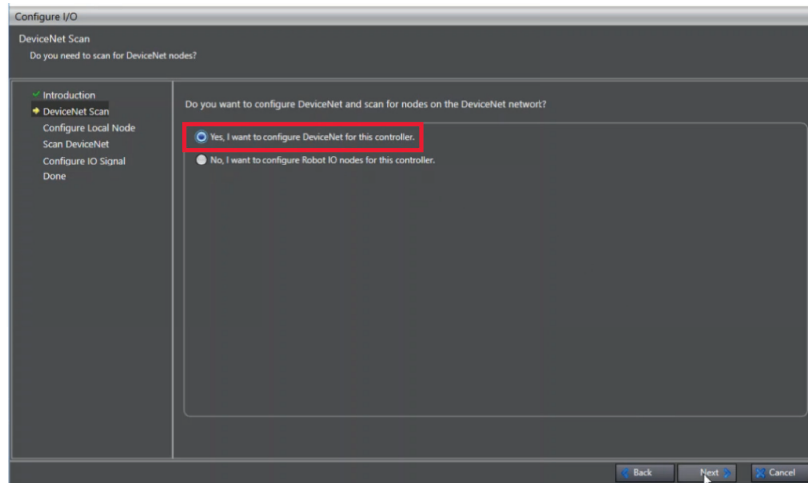 Configure I/O
DeviceNet Scan
Do you need to scan for DeviceNet nodes?
Introduction
DeviceNet Scan
Configure Local Node
Scan DeviceNet
Configure IO Signal
Done
Do you want to configure DeviceNet and scan for nodes on the DeviceNet network?
Yes, I want to configure DeviceNet for this controller.
No, I want to configure Robot IO nodes for this controller.
Back
Next
Cancel